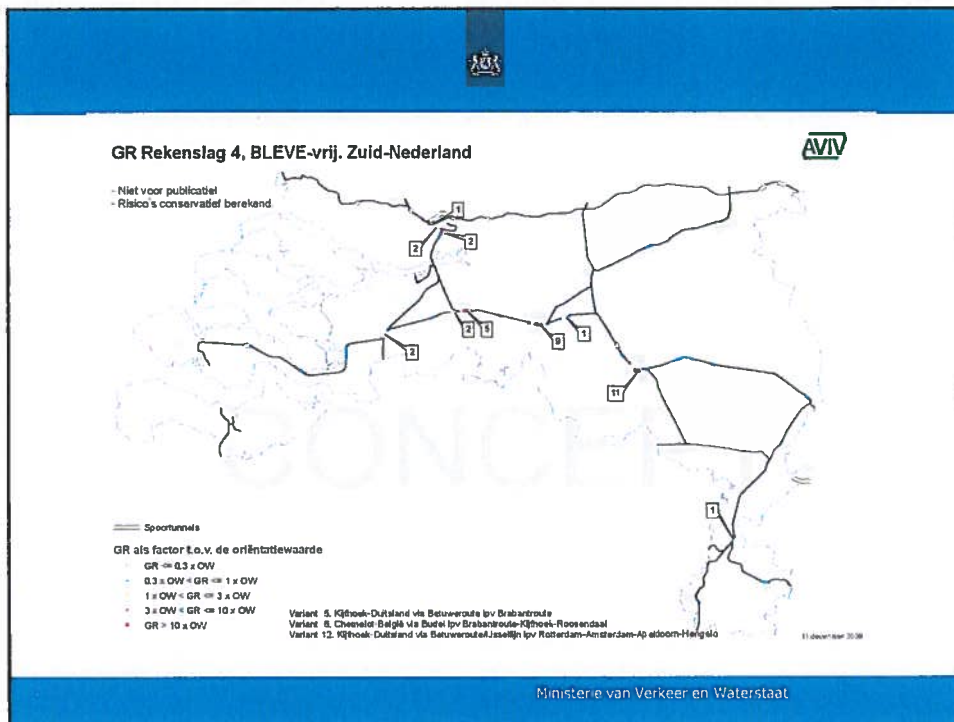 GR Rekenslag 4, BLEVE-vrij. Zuid-Nederland
AVIV
- Niet voor publicatie!
- Risico's conservatief berekend
1
2
2
2
5
9
1
2
11
1
CONCEPT
Spoortunnels
GR als factor t.o.v. de oriëntatiewaarde
GR <= 0.3 x OW
0.3 x OW < GR <= 1 x OW
1 x OW < GR <= 3 x OW
3 x OW < GR <= 10 x OW
GR > 10 x OW
Variant 5. Kijfhoek-Duitsland via Betuweroute ipv Brabantroute
Variant 6. Chemelot-België via Budel ipv Brabantroute-Kijfhoek-Roosendaal
Variant 12. Kijfhoek-Duitsland via Betuweroute/IJssellijn ipv Rotterdam-Amsterdam-Apeldoorn-Hengelo
11 december
Ministerie van Verkeer en Waterstaat